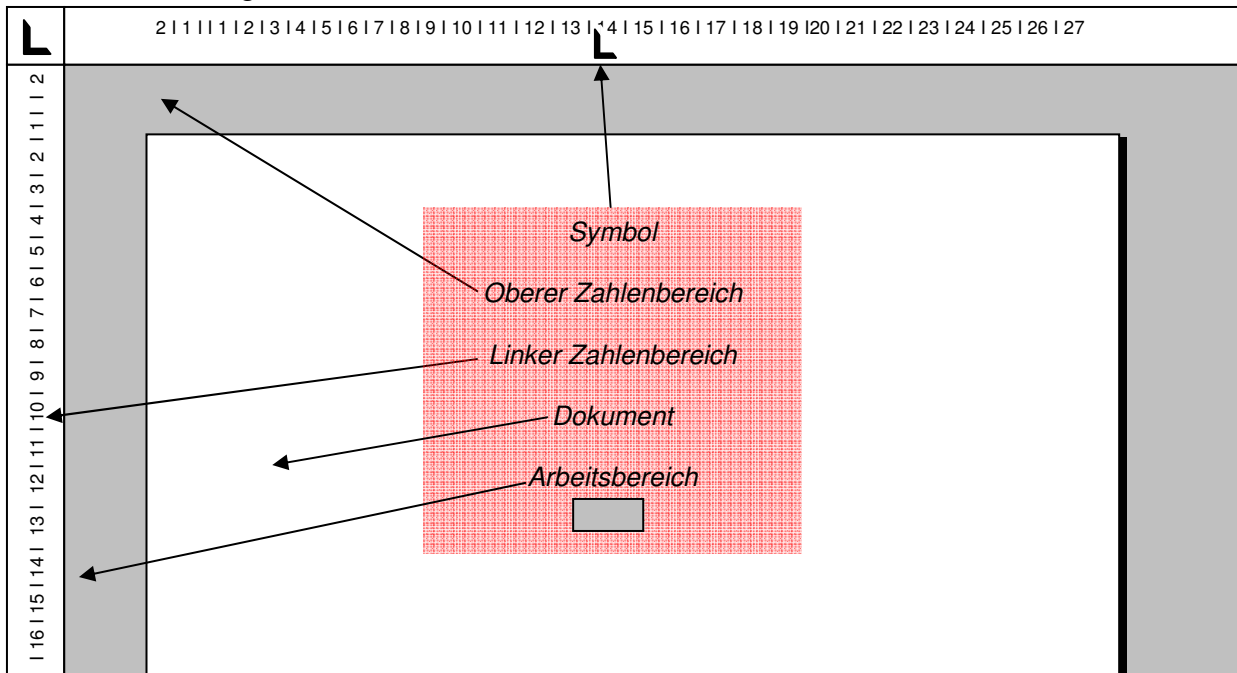 2 I 1 I I 1 I 2 I 3 I 4 I 5 I 6 I 7 I 8 I 9 I 10 I 11 I 12 I 13 I 14 I 15 I 16 I 17 I 18 I 19 I20 I 21 I 22 I 23 I 24 I 25 I 26 I 27
I 16 I 15 I 14 I 13 I 12 I 11 I 10 I 9 I 8 I 7 I 6 I 5 I 4 I 3 I 2 I 1 I I 2
Symbol
Oberer Zahlenbereich
Linker Zahlenbereich
Dokument
Arbeitsbereich